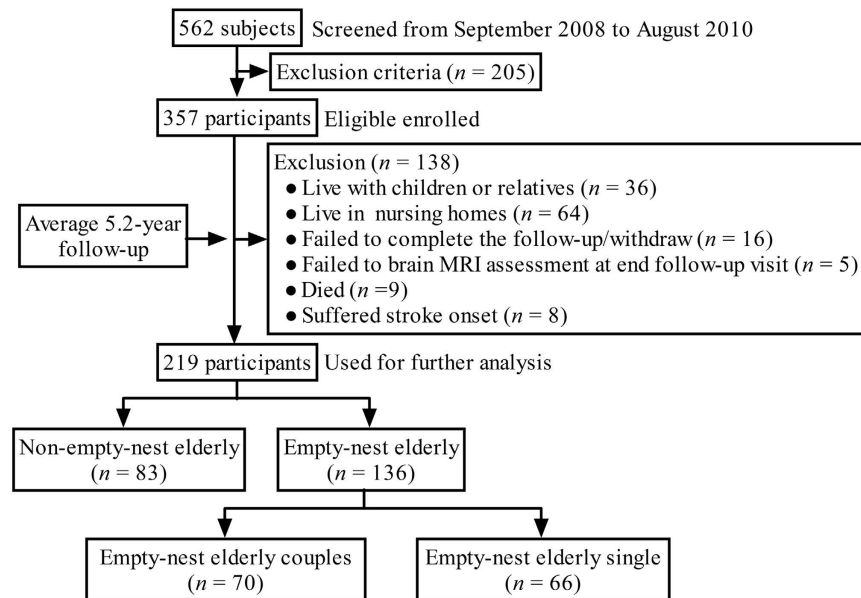 562 subjects Screened from September 2008 to August 2010
Exclusion criteria (n = 205)
357 participants Eligible enrolled
Exclusion (n = 138)
● Live with children or relatives (n = 36)
● Live in nursing homes (n = 64)
● Failed to complete the follow-up/withdraw (n = 16)
● Failed to brain MRI assessment at end follow-up visit (n = 5)
● Died (n =9)
● Suffered stroke onset (n = 8)
Average 5.2-year
follow-up
219 participants Used for further analysis
Non-empty-nest elderly
(n = 83)
Empty-nest elderly
(n = 136)
Empty-nest elderly couples
(n = 70)
Empty-nest elderly single
(n = 66)